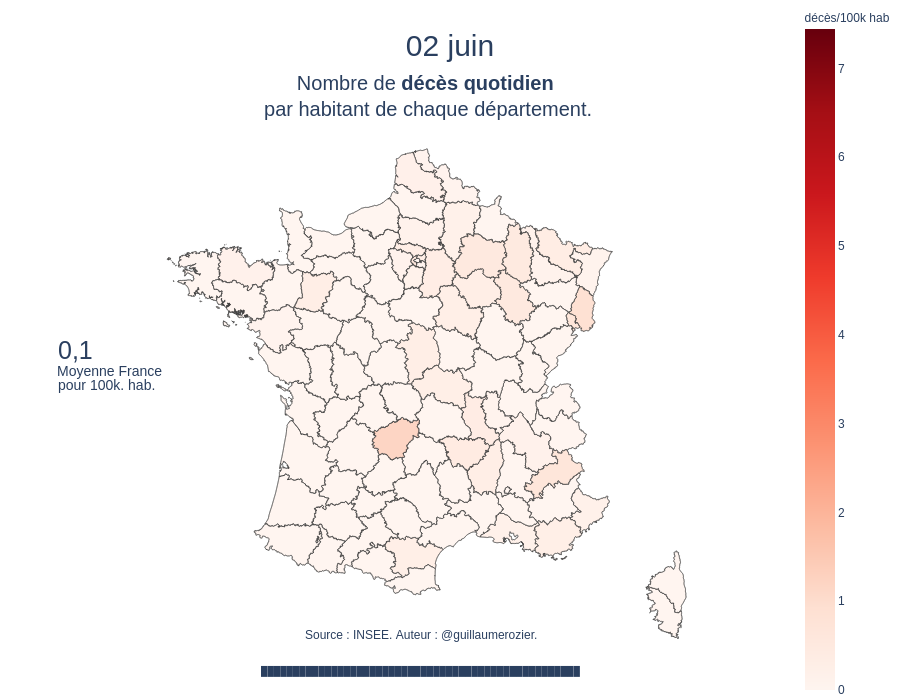 décès/100k hab
02 juin
Nombre de décès quotidien
par habitant de chaque département.
7
6
5
4
3
2
1
0
0,1
Moyenne France
pour 100k. hab.
Source : INSEE. Auteur : @guillaumerozier.